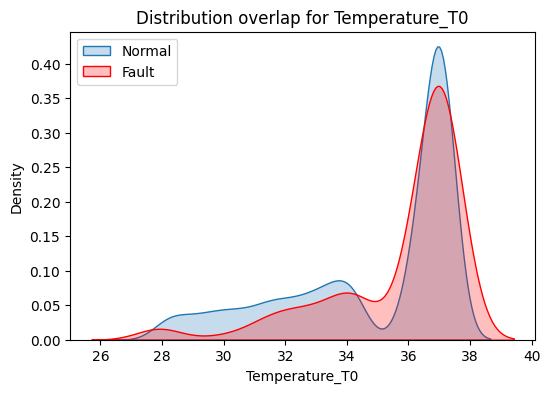 Distribution overlap for Temperature_T0
Normal
Fault
Density
0.40
0.35
0.30
0.25
0.20
0.15
0.10
0.05
0.00
26 28 30 32 34 36 38 40
Temperature_T0